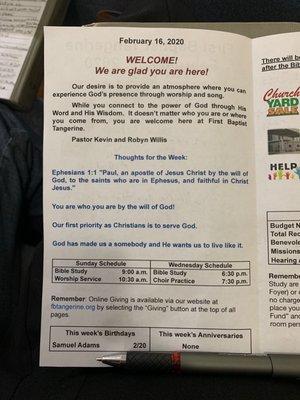 February 16, 2020
WELCOME!
We are glad you are here!
Our desire is to provide an atmosphere where you can
experience God's presence through worship and song.
While you connect to the power of God through His
Word and His Wisdom. It doesn't matter who you are or where
you come from, you are welcome here at First Baptist
Tangerine.
Pastor Kevin and Robyn Willis
Thoughts for the Week:
Ephesians 1:1 "Paul, an apostle of Jesus Christ by the will of
God, to the saints who are in Ephesus, and faithful in Christ
Jesus."
You are who you are by the will of God!
Our first priority as Christians is to serve God.
God has made us a somebody and He wants us to live like it.
Sunday Schedule Wednesday Schedule
Bible Study 9:00 a.m. Bible Study 6:30 p.m.
Worship Service 10:30 a.m. Choir Practice 7:30 p.m.
Remember: Online Giving is available via our website at
fbtangerine.org by selecting the "Giving" button at the top of all
pages.
This week's Birthdays This week's Anniversaries
Samuel Adams 2/20 None
There will b
after the Bib
Church
YARD
SALE
HELP
Budget N
Total Rec
Benevole
Missions
Hearing A
Remembe
Study are
Foyer) or
no charge
place you
Fund" and
room pers